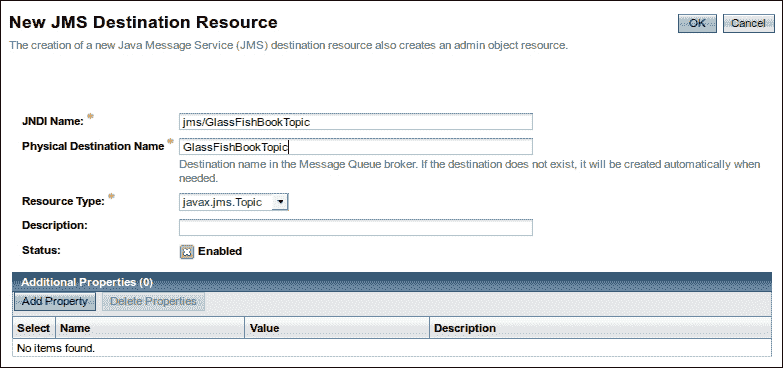 New JMS Destination Resource
OK Cancel
The creation of a new Java Message Service (JMS) destination resource also creates an admin object resource.
JNDI Name: * jms/GlassFishBookTopic
Physical Destination Name * GlassFishBookTopic
Destination name in the Message Queue broker. If the destination does not exist, it will be created automatically when
needed.
Resource Type: * javax.jms.Topic
Description:
Status: Enabled
Additional Properties (0)
Add Property Delete Properties
Select Name Value Description
No items found.